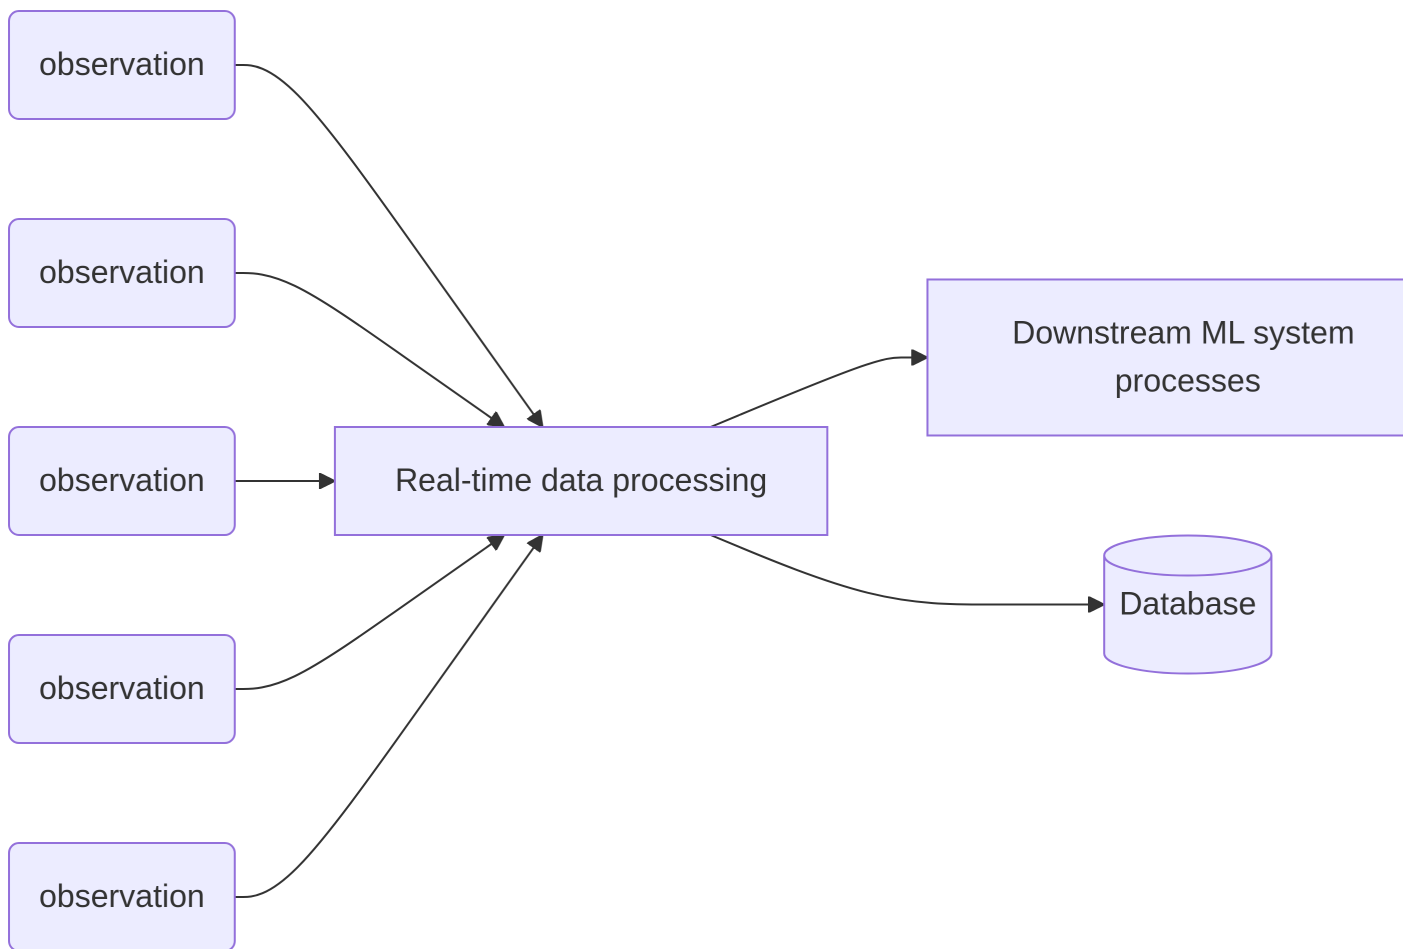 observation
observation
Downstream ML system
processes
observation
Real-time data processing
Database
observation
observation